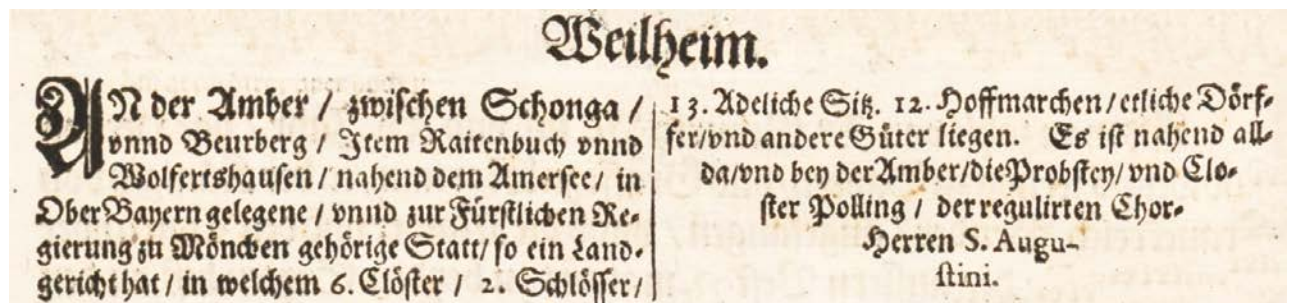 Weilheim.
AN der Amber / zwischen Schonga /
vnnd Beurberg / Item Raitenbuch vnnd
Wolfertshausen / nahend dem Amersee / in
Ober Bayern gelegene / vnnd zur Fürstlichen Re-
gierung zu Mönchen gehörige Statt / so ein Land-
gericht hat / in welchem 6. Clöster / 2. Schlösser /
13. Adeliche Sitz. 12. Hoffmarchen / etliche Dörf-
fer / vnd andere Güter liegen. Es ist nahend all-
da / vnd bey der Amber / die Probstey / vnd Clo-
ster Polling / der regulirten Chor-
Herren S. Augu-
stini.